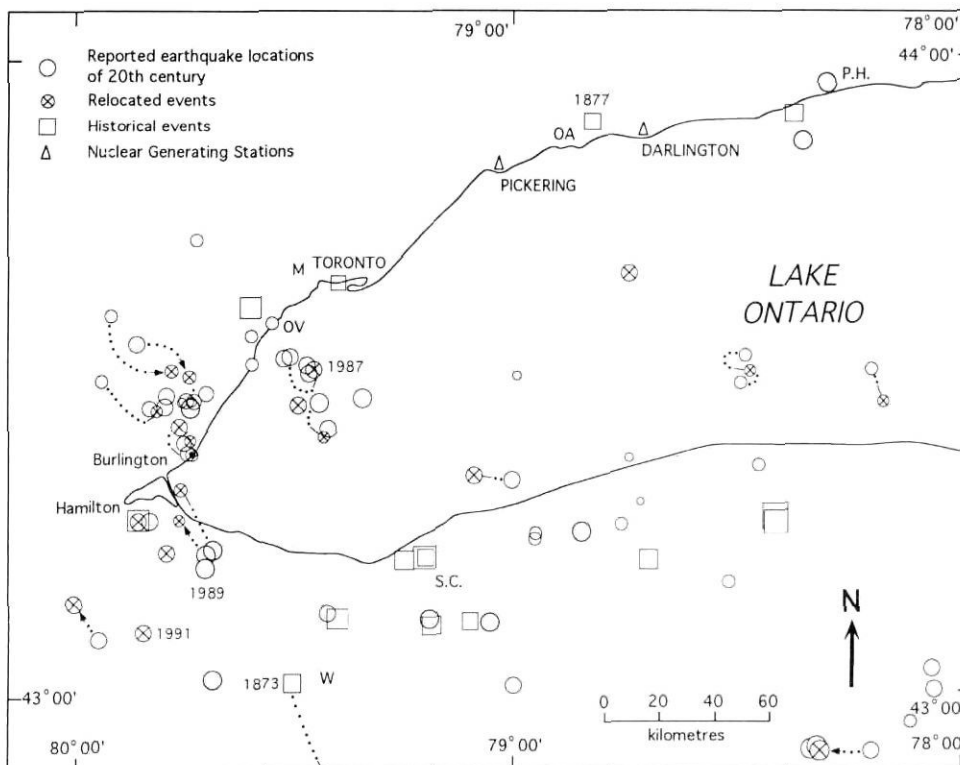 79°00'
78°00'
44°00'
Reported earthquake locations
of 20th century
Relocated events
Historical events
Nuclear Generating Stations
P.H.
1877
OA
DARLINGTON
PICKERING
M TORONTO
LAKE
ONTARIO
OV
1987
Burlington
Hamilton
S.C.
1989
N
1991
1873
W
43°00'
0 20 40 60
kilometres
43°00'
80°00'
79°00'
78°00'